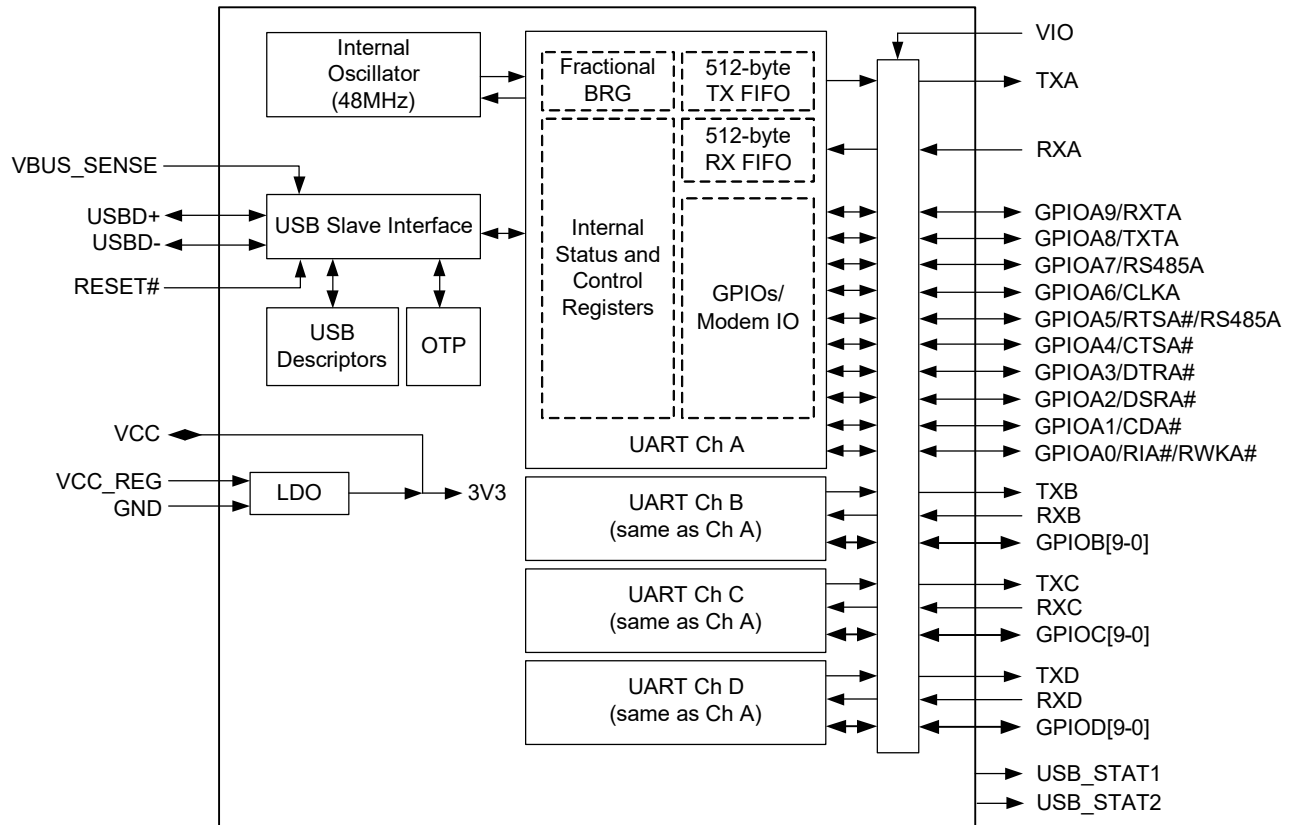 VIO
Internal
Oscillator
(48MHz)
Fractional
BRG
512-byte
TX FIFO
TXA
512-byte
RX FIFO
RXA
VBUS_SENSE
USBD+
USBD-
USB Slave Interface
RESET#
USB
Descriptors
OTP
Internal
Status and
Control
Registers
GPIOs/
Modem IO
GPIOA9/RXTA
GPIOA8/TXTA
GPIOA7/RS485A
GPIOA6/CLKA
GPIOA5/RTSA#/RS485A
GPIOA4/CTSA#
GPIOA3/DTRA#
GPIOA2/DSRA#
GPIOA1/CDA#
GPIOA0/RIA#/RWKA#
UART Ch A
VCC
VCC_REG
GND
LDO
3V3
UART Ch B
(same as Ch A)
TXB
RXB
GPIOB[9-0]
UART Ch C
(same as Ch A)
TXC
RXC
GPIOC[9-0]
UART Ch D
(same as Ch A)
TXD
RXD
GPIOD[9-0]
USB_STAT1
USB_STAT2